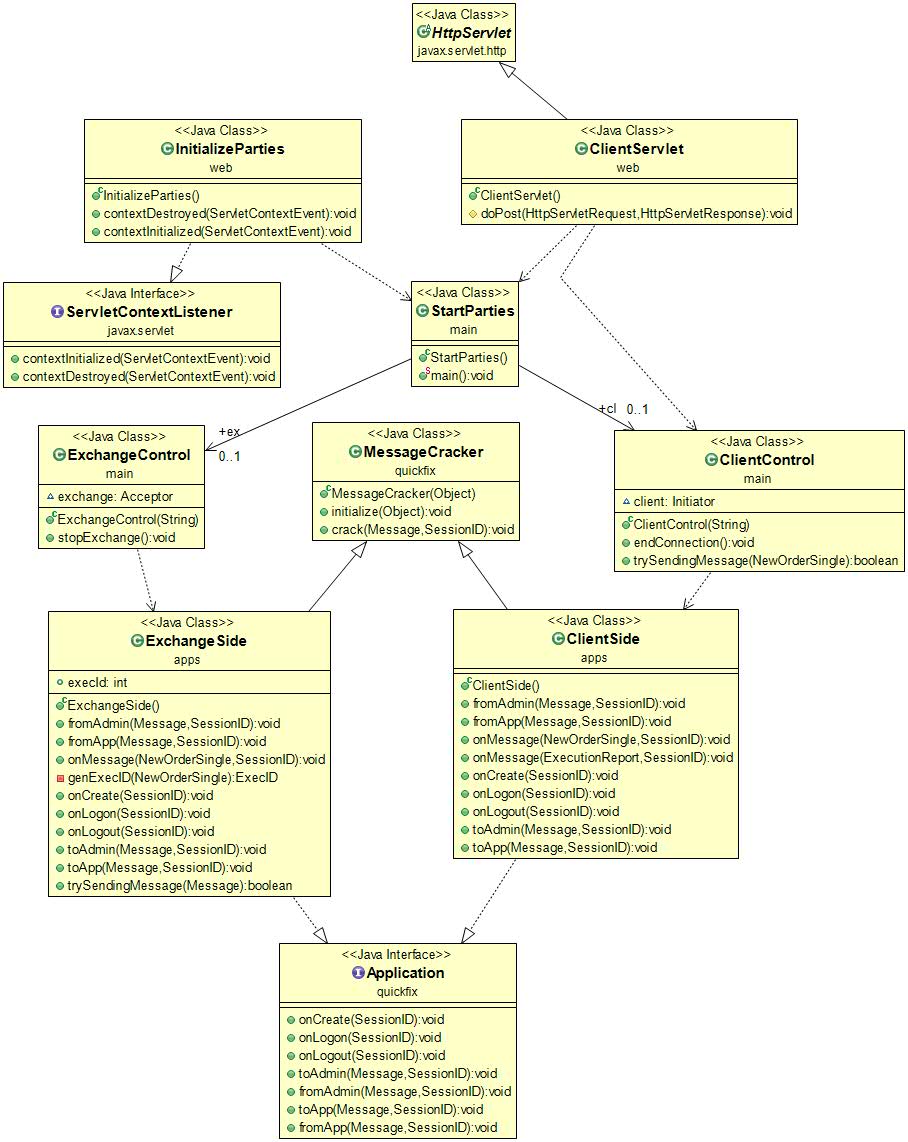 <<Java Class>>
HttpServlet
javax.servlet.http
<<Java Class>>
InitializeParties
web
InitializeParties()
contextDestroyed(ServletContextEvent):void
contextInitialized(ServletContextEvent):void
<<Java Class>>
ClientServlet
web
ClientServlet()
doPost(HttpServletRequest,HttpServletResponse):void
<<Java Interface>>
ServletContextListener
javax.servlet
contextInitialized(ServletContextEvent):void
contextDestroyed(ServletContextEvent):void
<<Java Class>>
StartParties
main
StartParties()
main():void
+ex
0..1
+cl 0..1
<<Java Class>>
ExchangeControl
main
exchange: Acceptor
ExchangeControl(String)
stopExchange():void
<<Java Class>>
MessageCracker
quickfix
MessageCracker(Object)
initialize(Object):void
crack(Message,SessionID):void
<<Java Class>>
ClientControl
main
client: Initiator
ClientControl(String)
endConnection():void
trySendingMessage(NewOrderSingle):boolean
<<Java Class>>
ExchangeSide
apps
execId: int
ExchangeSide()
fromAdmin(Message,SessionID):void
fromApp(Message,SessionID):void
onMessage(NewOrderSingle,SessionID):void
genExecID(NewOrderSingle):ExecID
onCreate(SessionID):void
onLogon(SessionID):void
onLogout(SessionID):void
toAdmin(Message,SessionID):void
toApp(Message,SessionID):void
trySendingMessage(Message):boolean
<<Java Class>>
ClientSide
apps
ClientSide()
fromAdmin(Message,SessionID):void
fromApp(Message,SessionID):void
onMessage(NewOrderSingle,SessionID):void
onMessage(ExecutionReport,SessionID):void
onCreate(SessionID):void
onLogon(SessionID):void
onLogout(SessionID):void
toAdmin(Message,SessionID):void
toApp(Message,SessionID):void
<<Java Interface>>
Application
quickfix
onCreate(SessionID):void
onLogon(SessionID):void
onLogout(SessionID):void
toAdmin(Message,SessionID):void
fromAdmin(Message,SessionID):void
toApp(Message,SessionID):void
fromApp(Message,SessionID):void